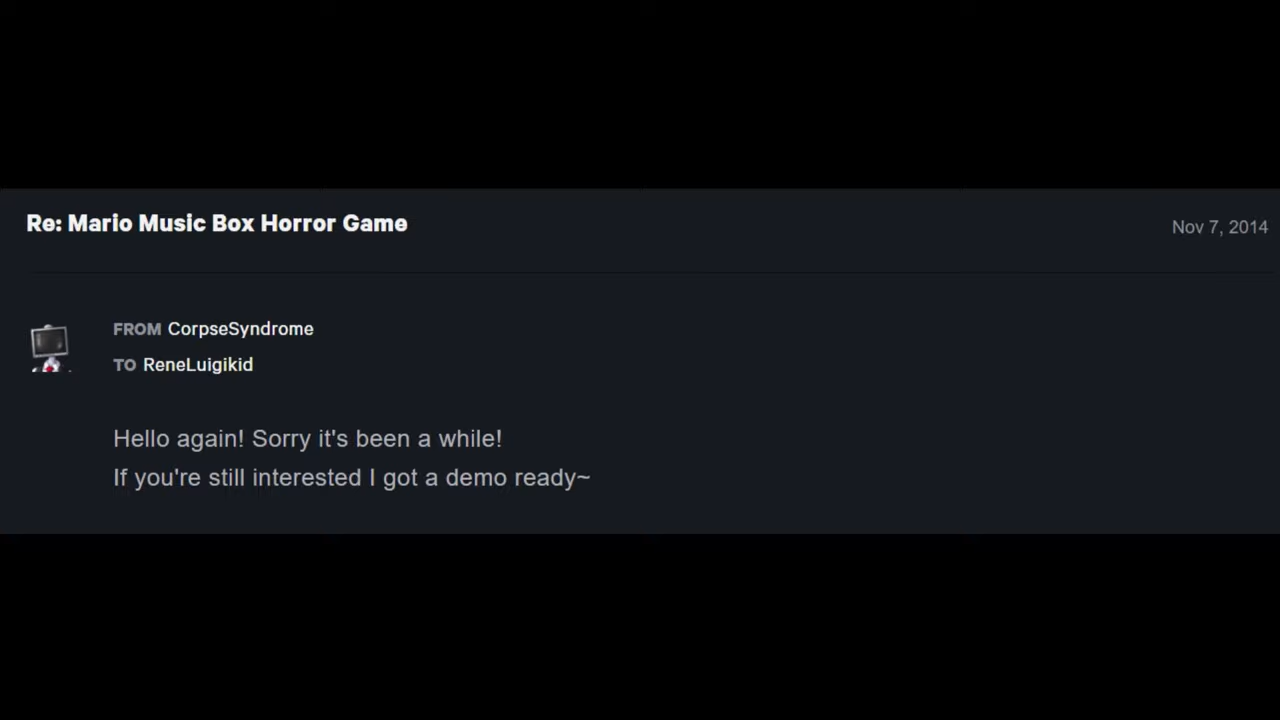 Re: Mario Music Box Horror Game
Nov 7, 2014
FROM CorpseSyndrome
TO ReneLuigikid
Hello again! Sorry it's been a while!
If you're still interested I got a demo ready~